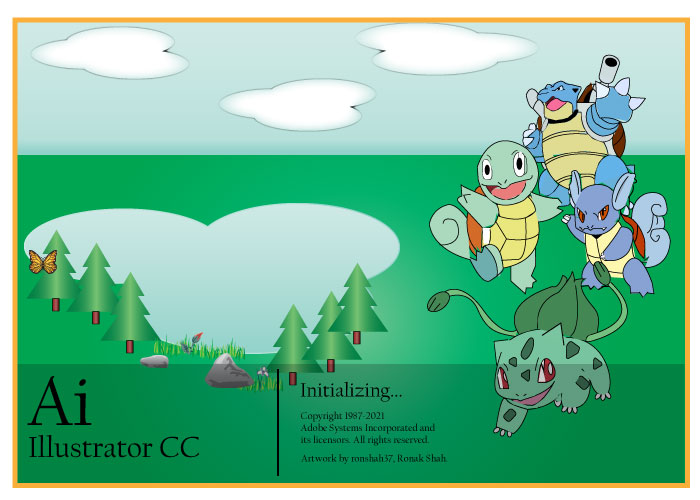 Ai
Illustrator CC
Initializing...
Copyright 1987-2021
Adobe Systems Incorporated and
its licensors. All rights reserved.
Artwork by ronshah37, Ronak Shah.